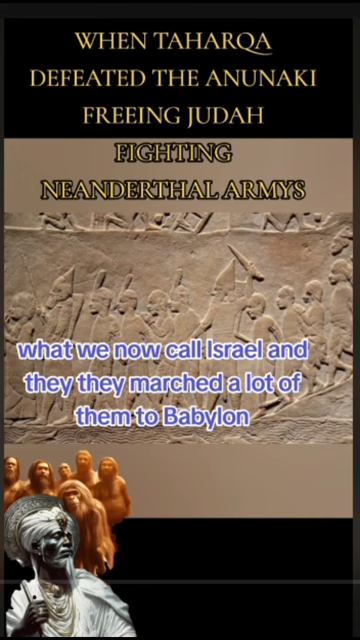 WHEN TAHARQA
DEFEATED THE ANUNAKI
FREEING JUDAH
FIGHTING
NEANDERTHAL ARMYS
what we now call Israel and
they they marched a lot of
them to Babylon